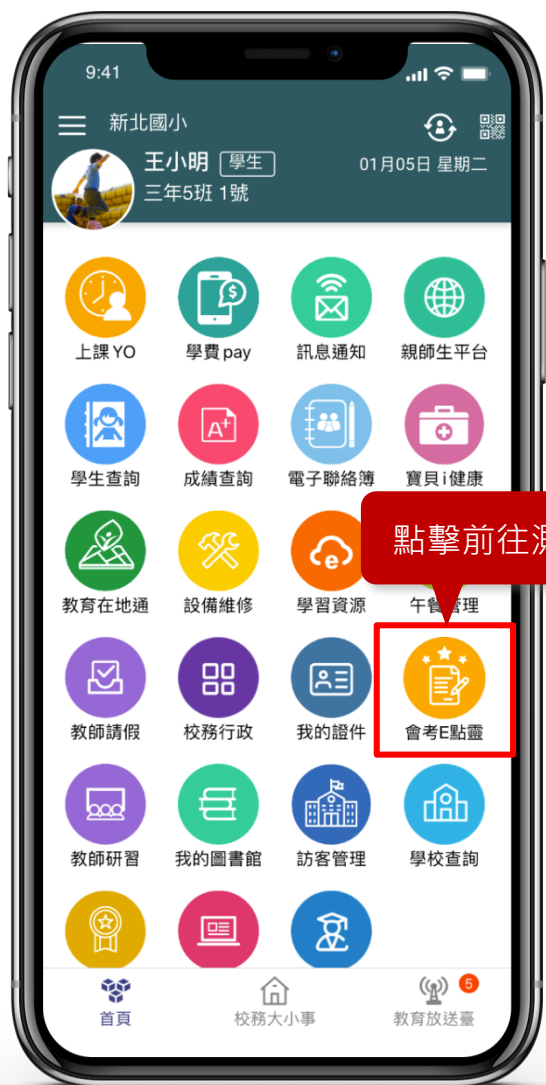 9:41
新北國小
王小明 學生
01月05日 星期二
三年5班 1號
上課 YO
學費 pay
訊息通知
親師生平台
學生查詢
成績查詢
電子聯絡簿
寶貝i健康
A+
點擊前往
e
教育在地通
設備維修
學習資源
午餐管理
教師請假
校務行政
我的證件
會考E點靈
教師研習
我的圖書館
訪客管理
學校查詢
首頁
校務大小事
教育放送臺
5